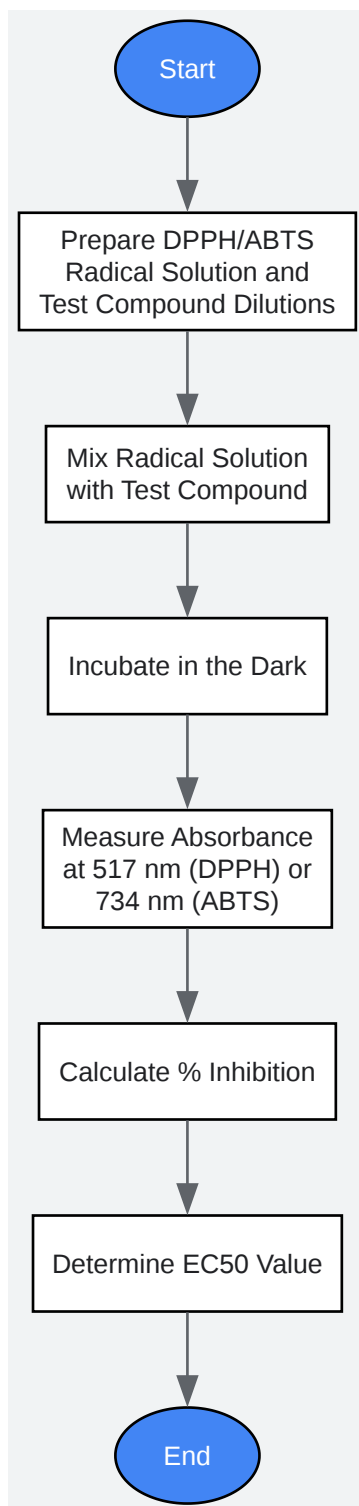 Start
Prepare DPPH/ABTS
Radical Solution and
Test Compound Dilutions
Mix Radical Solution
with Test Compound
Incubate in the Dark
Measure Absorbance
at 517 nm (DPPH) or
734 nm (ABTS)
Calculate % Inhibition
Determine EC50 Value
End